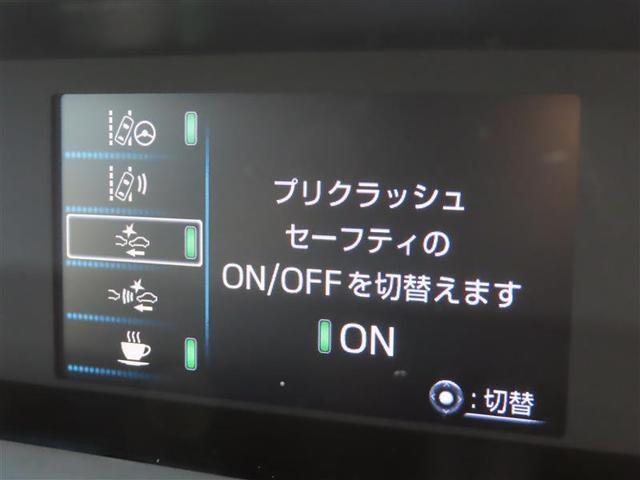 プリクラッシュ
セーフティの
ON/OFFを切替えます
ON
:切替